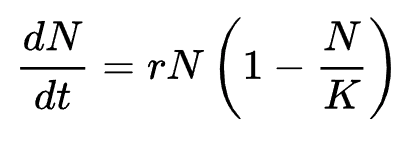 dN/dt = rN(1 − N/K)